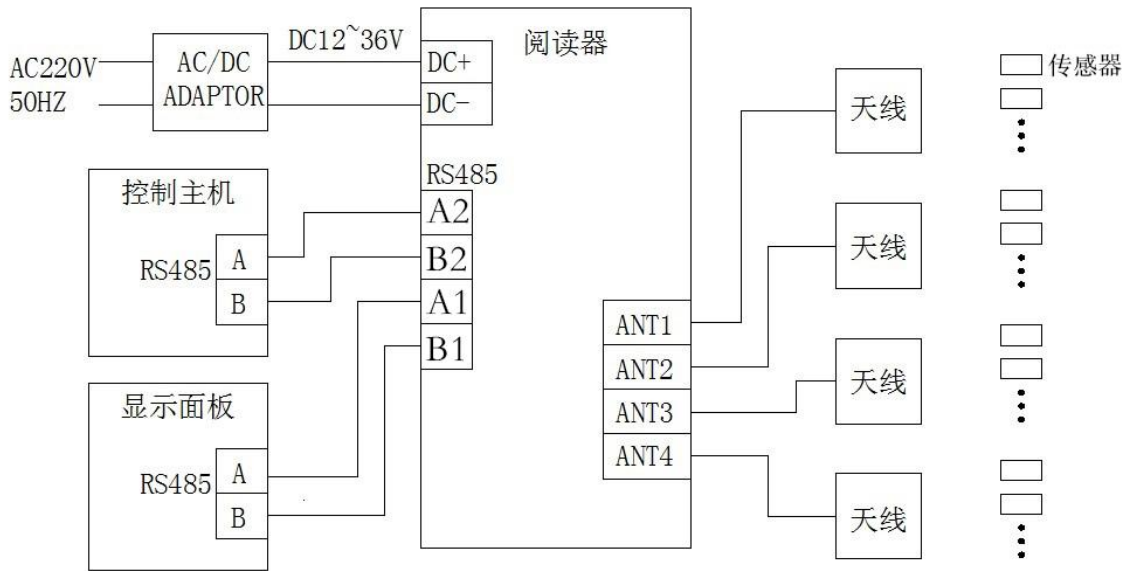 AC220V
50HZ
AC/DC
ADAPTOR
DC12~36V
DC+
DC-
阅读器
控制主机
RS485
A
B
显示面板
RS485
A
B
RS485
A2
B2
A1
B1
ANT1
ANT2
ANT3
ANT4
天线
天线
天线
天线
传感器